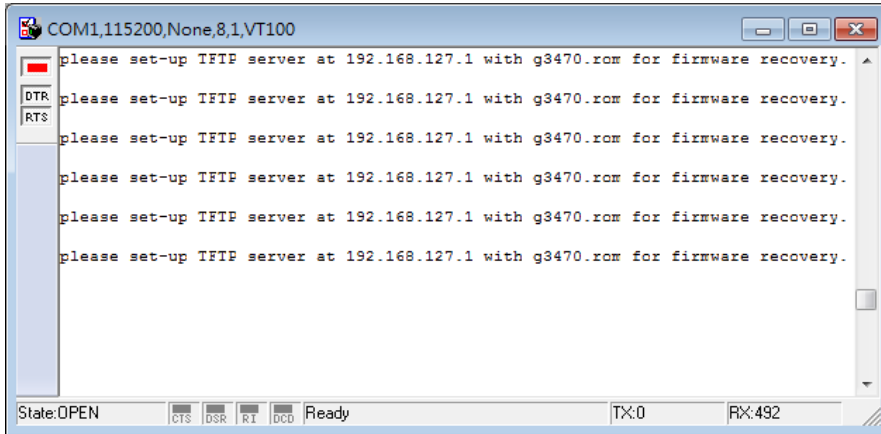 COM1,115200,None,8,1,VT100
please set-up TFTP server at 192.168.127.1 with g3470.rom for firmware recovery.
DTR
please set-up TFTP server at 192.168.127.1 with g3470.rom for firmware recovery.
RTS
please set-up TFTP server at 192.168.127.1 with g3470.rom for firmware recovery.
please set-up TFTP server at 192.168.127.1 with g3470.rom for firmware recovery.
please set-up TFTP server at 192.168.127.1 with g3470.rom for firmware recovery.
please set-up TFTP server at 192.168.127.1 with g3470.rom for firmware recovery.
State:OPEN CTS DSR RI DCD Ready TX:0 RX:492